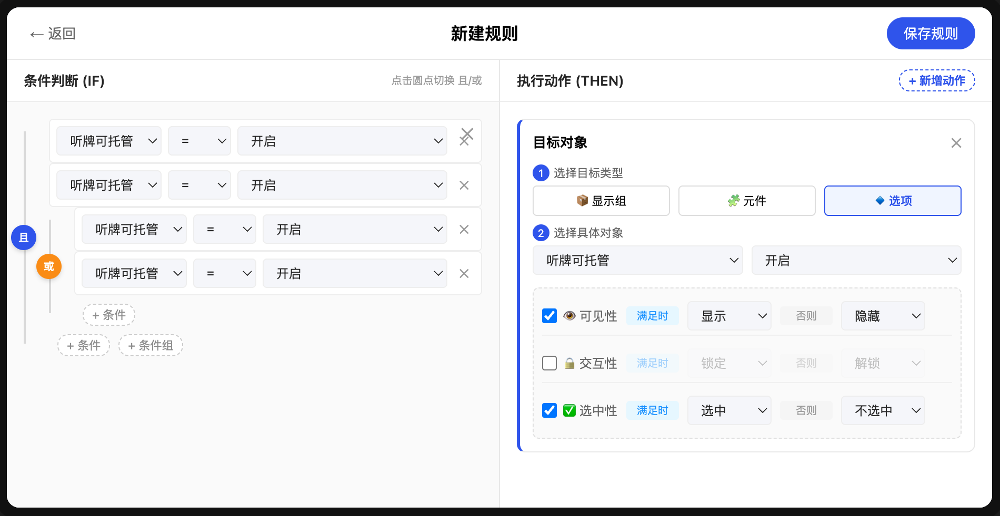 ← 返回
新建规则
保存规则
条件判断 (IF)
点击圆点切换 且/或
听牌可托管 = 开启
听牌可托管 = 开启
听牌可托管 = 开启
听牌可托管 = 开启
且
或
+ 条件
+ 条件 + 条件组
执行动作 (THEN)
+ 新增动作
目标对象
1 选择目标类型
显示组 元件 选项
2 选择具体对象
听牌可托管 开启
可见性 满足时 显示 否则 隐藏
交互性 满足时 锁定 否则 解锁
选中性 满足时 选中 否则 不选中